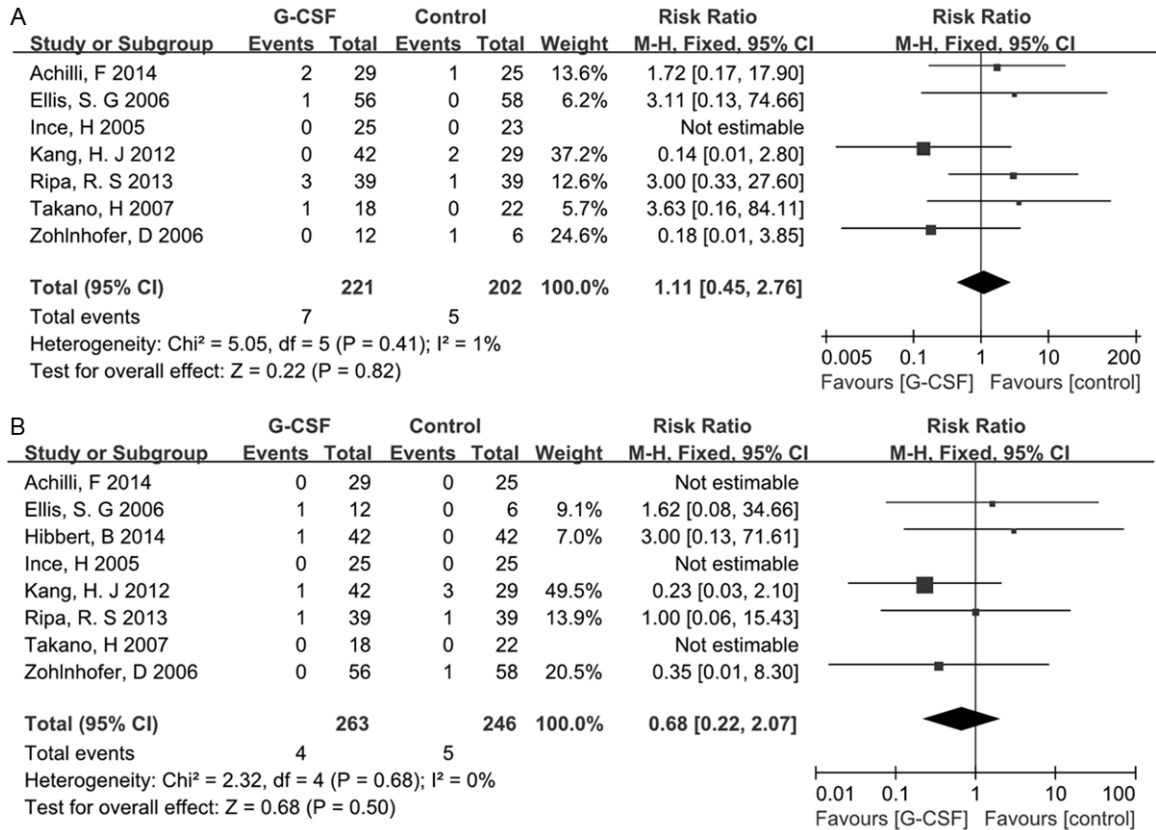 A
G-CSF Control Risk Ratio Risk Ratio
Study or Subgroup Events Total Events Total Weight M-H, Fixed, 95% CI M-H, Fixed, 95% CI
Achilli, F 2014 2 29 1 25 13.6% 1.72 [0.17, 17.90]
Ellis, S. G 2006 1 56 0 58 6.2% 3.11 [0.13, 74.66]
Ince, H 2005 0 25 0 23 Not estimable
Kang, H. J 2012 0 42 2 29 37.2% 0.14 [0.01, 2.80]
Ripa, R. S 2013 3 39 1 39 12.6% 3.00 [0.33, 27.60]
Takano, H 2007 1 18 0 22 5.7% 3.63 [0.16, 84.11]
Zohlnhofer, D 2006 0 12 1 6 24.6% 0.18 [0.01, 3.85]
Total (95% CI) 221 202 100.0% 1.11 [0.45, 2.76]
Total events 7 5
Heterogeneity: Chi² = 5.05, df = 5 (P = 0.41); I² = 1%
Test for overall effect: Z = 0.22 (P = 0.82)
0.005 0.1 1 10 200
Favours [G-CSF] Favours [control]
B
G-CSF Control Risk Ratio Risk Ratio
Study or Subgroup Events Total Events Total Weight M-H, Fixed, 95% CI M-H, Fixed, 95% CI
Achilli, F 2014 0 29 0 25 Not estimable
Ellis, S. G 2006 1 12 0 6 9.1% 1.62 [0.08, 34.66]
Hibbert, B 2014 1 42 0 42 7.0% 3.00 [0.13, 71.61]
Ince, H 2005 0 25 0 25 Not estimable
Kang, H. J 2012 1 42 3 29 49.5% 0.23 [0.03, 2.10]
Ripa, R. S 2013 1 39 1 39 13.9% 1.00 [0.06, 15.43]
Takano, H 2007 0 18 0 22 Not estimable
Zohlnhofer, D 2006 0 56 1 58 20.5% 0.35 [0.01, 8.30]
Total (95% CI) 263 246 100.0% 0.68 [0.22, 2.07]
Total events 4 5
Heterogeneity: Chi² = 2.32, df = 4 (P = 0.68); I² = 0%
Test for overall effect: Z = 0.68 (P = 0.50)
0.01 0.1 1 10 100
Favours [G-CSF] Favours [control]